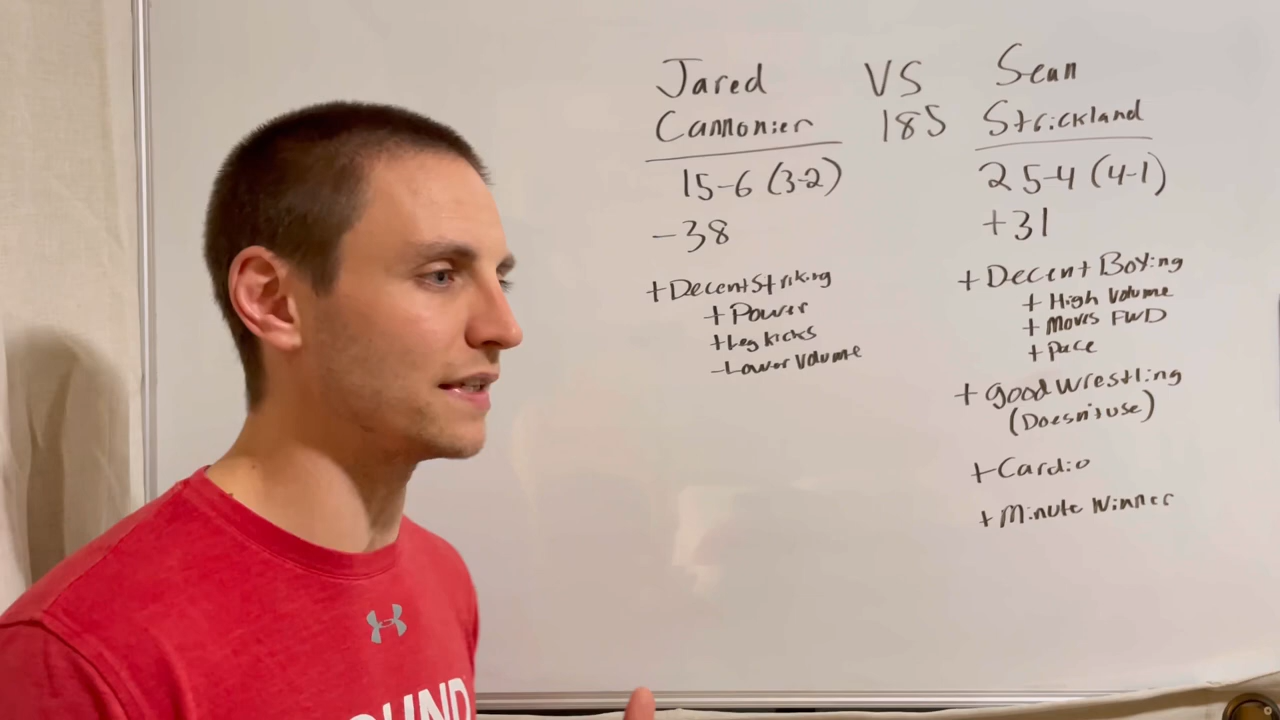 Jared VS Sean
Cannonier 185 Strickland
15-6 (3-2)
-38
+Decent Striking
+Power
+Leg kicks
-Lower Volume
25-4 (4-1)
+31
+Decent Boxing
+ High Volume
+ Moves FWD
+ Pace
+ good wrestling
(Doesn't use)
+Cardio
+ Minute Winner
OUND